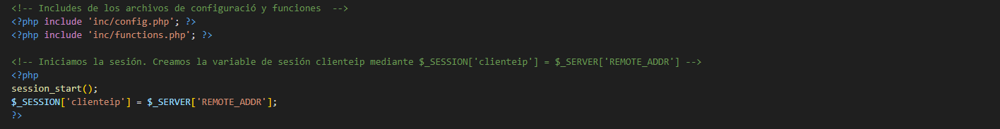 <!-- Includes de los archivos de configuració y funciones  -->
<?php include 'inc/config.php'; ?>
<?php include 'inc/functions.php'; ?>
<!-- Iniciamos la sesión. Creamos la variable de sesión clienteip mediante $_SESSION['clienteip'] = $_SERVER['REMOTE_ADDR'] -->
<?php
session_start();
$_SESSION['clienteip'] = $_SERVER['REMOTE_ADDR'];
?>